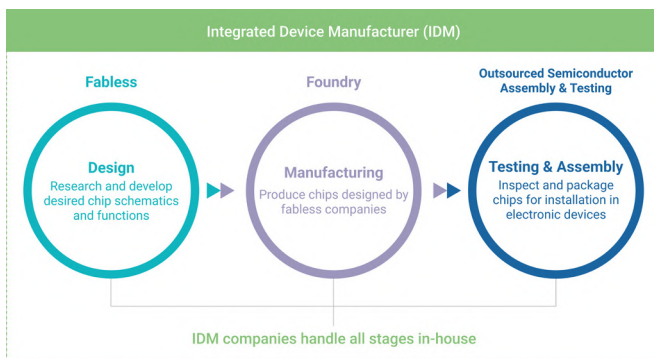 Integrated Device Manufacturer (IDM)
Fabless
Design
Research and develop
desired chip schematics
and functions
Foundry
Manufacturing
Produce chips designed by
fabless companies
Outsourced Semiconductor
Assembly & Testing
Testing & Assembly
Inspect and package
chips for installation in
electronic devices
IDM companies handle all stages in-house